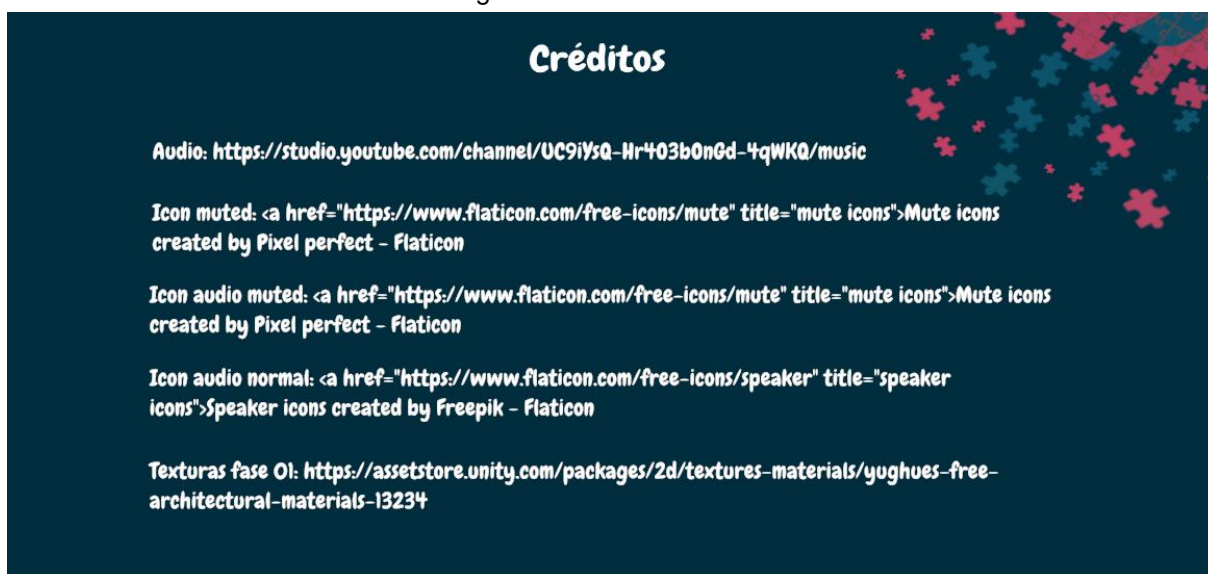 Créditos
Audio: https://studio.youtube.com/channel/UC9iYsQ-Hr403b0nGd-4qWKQ/music
Icon muted: <a href="https://www.flaticon.com/free-icons/mute" title="mute icons">Mute icons
created by Pixel perfect - Flaticon
Icon audio muted: <a href="https://www.flaticon.com/free-icons/mute" title="mute icons">Mute icons
created by Pixel perfect - Flaticon
Icon audio normal: <a href="https://www.flaticon.com/free-icons/speaker" title="speaker
icons">Speaker icons created by Freepik - Flaticon
Texturas fase 01: https://assetstore.unity.com/packages/2d/textures-materials/yughues-free-
architectural-materials-13234